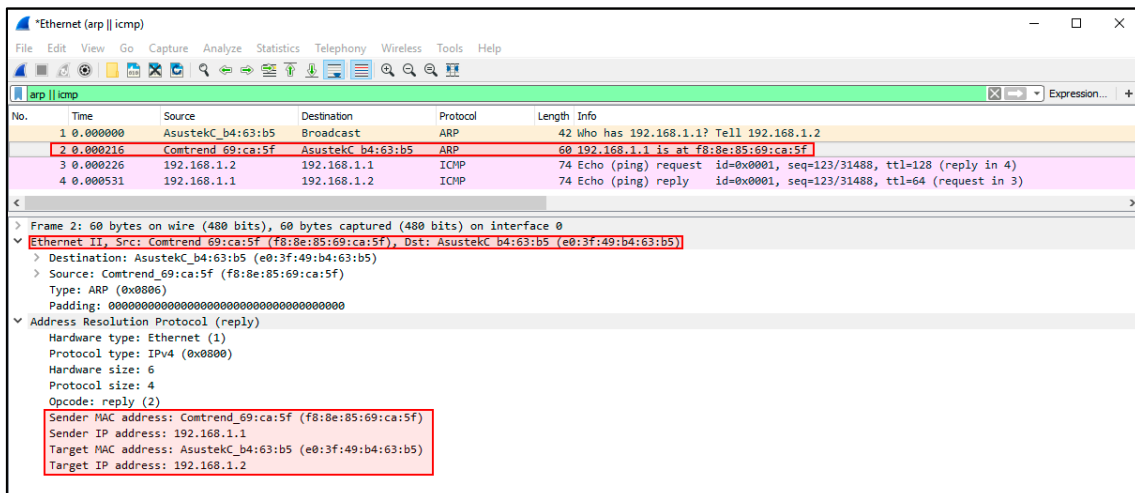 *Ethernet (arp || icmp)
File Edit View Go Capture Analyze Statistics Telephony Wireless Tools Help
arp || icmp Expression... +
No. Time Source Destination Protocol Length Info
1 0.000000 AsustekC_b4:63:b5 Broadcast ARP 42 Who has 192.168.1.1? Tell 192.168.1.2
2 0.000216 Comtrend_69:ca:5f AsustekC_b4:63:b5 ARP 60 192.168.1.1 is at f8:8e:85:69:ca:5f
3 0.000226 192.168.1.2 192.168.1.1 ICMP 74 Echo (ping) request id=0x0001, seq=123/31488, ttl=128 (reply in 4)
4 0.000531 192.168.1.1 192.168.1.2 ICMP 74 Echo (ping) reply id=0x0001, seq=123/31488, ttl=64 (request in 3)
Frame 2: 60 bytes on wire (480 bits), 60 bytes captured (480 bits) on interface 0
Ethernet II, Src: Comtrend_69:ca:5f (f8:8e:85:69:ca:5f), Dst: AsustekC_b4:63:b5 (e0:3f:49:b4:63:b5)
Destination: AsustekC_b4:63:b5 (e0:3f:49:b4:63:b5)
Source: Comtrend_69:ca:5f (f8:8e:85:69:ca:5f)
Type: ARP (0x0806)
Padding: 000000000000000000000000000000000000
Address Resolution Protocol (reply)
Hardware type: Ethernet (1)
Protocol type: IPv4 (0x0800)
Hardware size: 6
Protocol size: 4
Opcode: reply (2)
Sender MAC address: Comtrend_69:ca:5f (f8:8e:85:69:ca:5f)
Sender IP address: 192.168.1.1
Target MAC address: AsustekC_b4:63:b5 (e0:3f:49:b4:63:b5)
Target IP address: 192.168.1.2